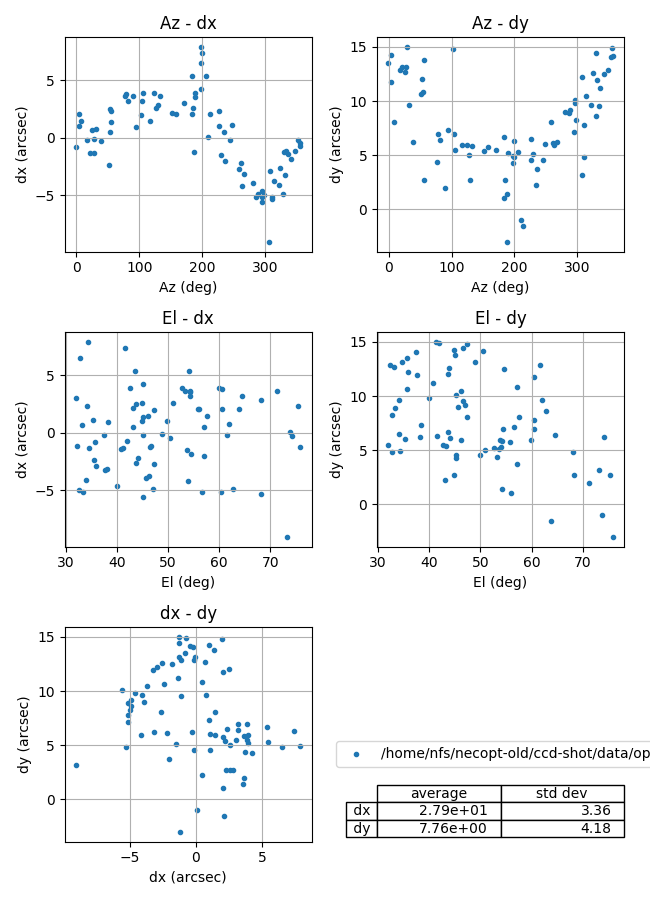 Az - dx
dx (arcsec)
5
0
−5
0
100
200
300
Az (deg)
Az - dy
dy (arcsec)
15
10
5
0
0
100
200
300
Az (deg)
El - dx
dx (arcsec)
5
0
−5
30
40
50
60
70
El (deg)
El - dy
dy (arcsec)
15
10
5
0
30
40
50
60
70
El (deg)
dx - dy
dy (arcsec)
15
10
5
0
−5
0
5
dx (arcsec)
/home/nfs/necopt-old/ccd-shot/data/op
average std dev
dx 2.79e+01 3.36
dy 7.76e+00 4.18